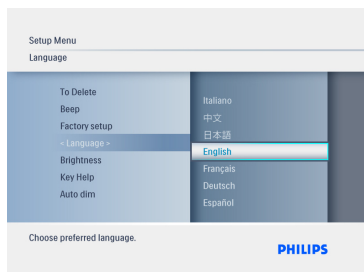 Setup Menu
Language
To Delete
Beep
Factory setup
< Language >
Brightness
Key Help
Auto dim
Italiano
中文
日本語
English
Français
Deutsch
Español
Choose preferred language.
PHILIPS